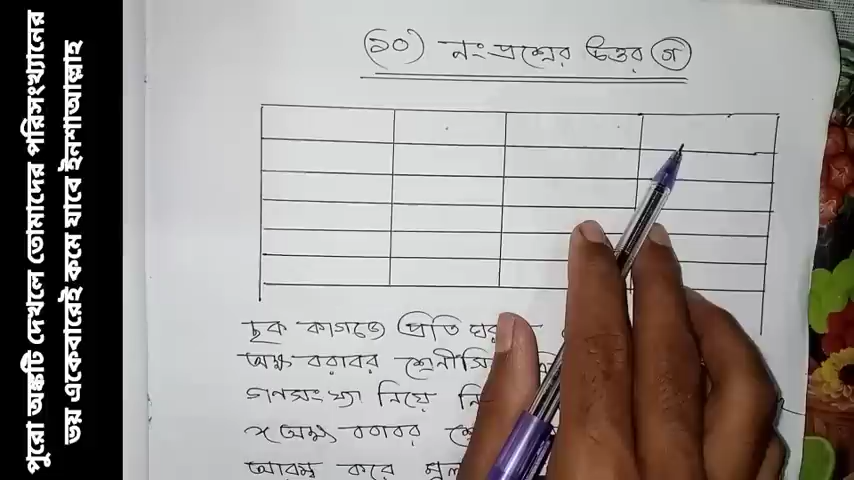 পুরো অঙ্কটি দেখলে তোমাদের পরিসংখ্যানের
ভয় একেবারেই কমে যাবে ইনশাআল্লাহ
১০ নং প্রশ্নের উত্তর গ
ছক কাগজে প্রতি ঘর
অক্ষ বরাবর শ্রেণীসি
গণসংখ্যা নিয়ে নি
x অক্ষ বরাবর শ্রে
আরম্ভ করে মূল